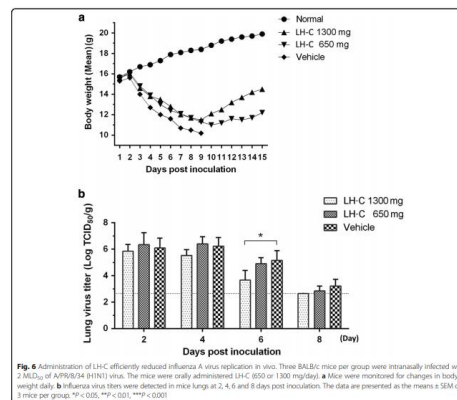 a
Normal
LH-C 1300 mg
LH-C 650 mg
Vehicle
Body weight (Mean)(g)
20
18
16
14
12
10
1 2 3 4 5 6 7 8 9 10 11 12 13 14 15
Days post inoculation
b
LH-C 1300 mg
LH-C 650 mg
Vehicle
Lung virus titer (Log TCID50/g)
10
8
6
4
2
0
*
2 4 6 8 (Day)
Days post inoculation
Fig. 6 Administration of LH-C efficiently reduced influenza A virus replication in vivo. Three BALB/c mice per group were intranasally infected w
2 MLD50 of A/PR/8/34 (H1N1) virus. The mice were orally administered LH-C (650 or 1300 mg/day). a Mice were monitored for changes in body
weight daily. b Influenza virus titers were detected in mice lungs at 2, 4, 6 and 8 days post inoculation. The data are presented as the means ± SEM o
3 mice per group. *P < 0.05, **P < 0.01, ***P < 0.001